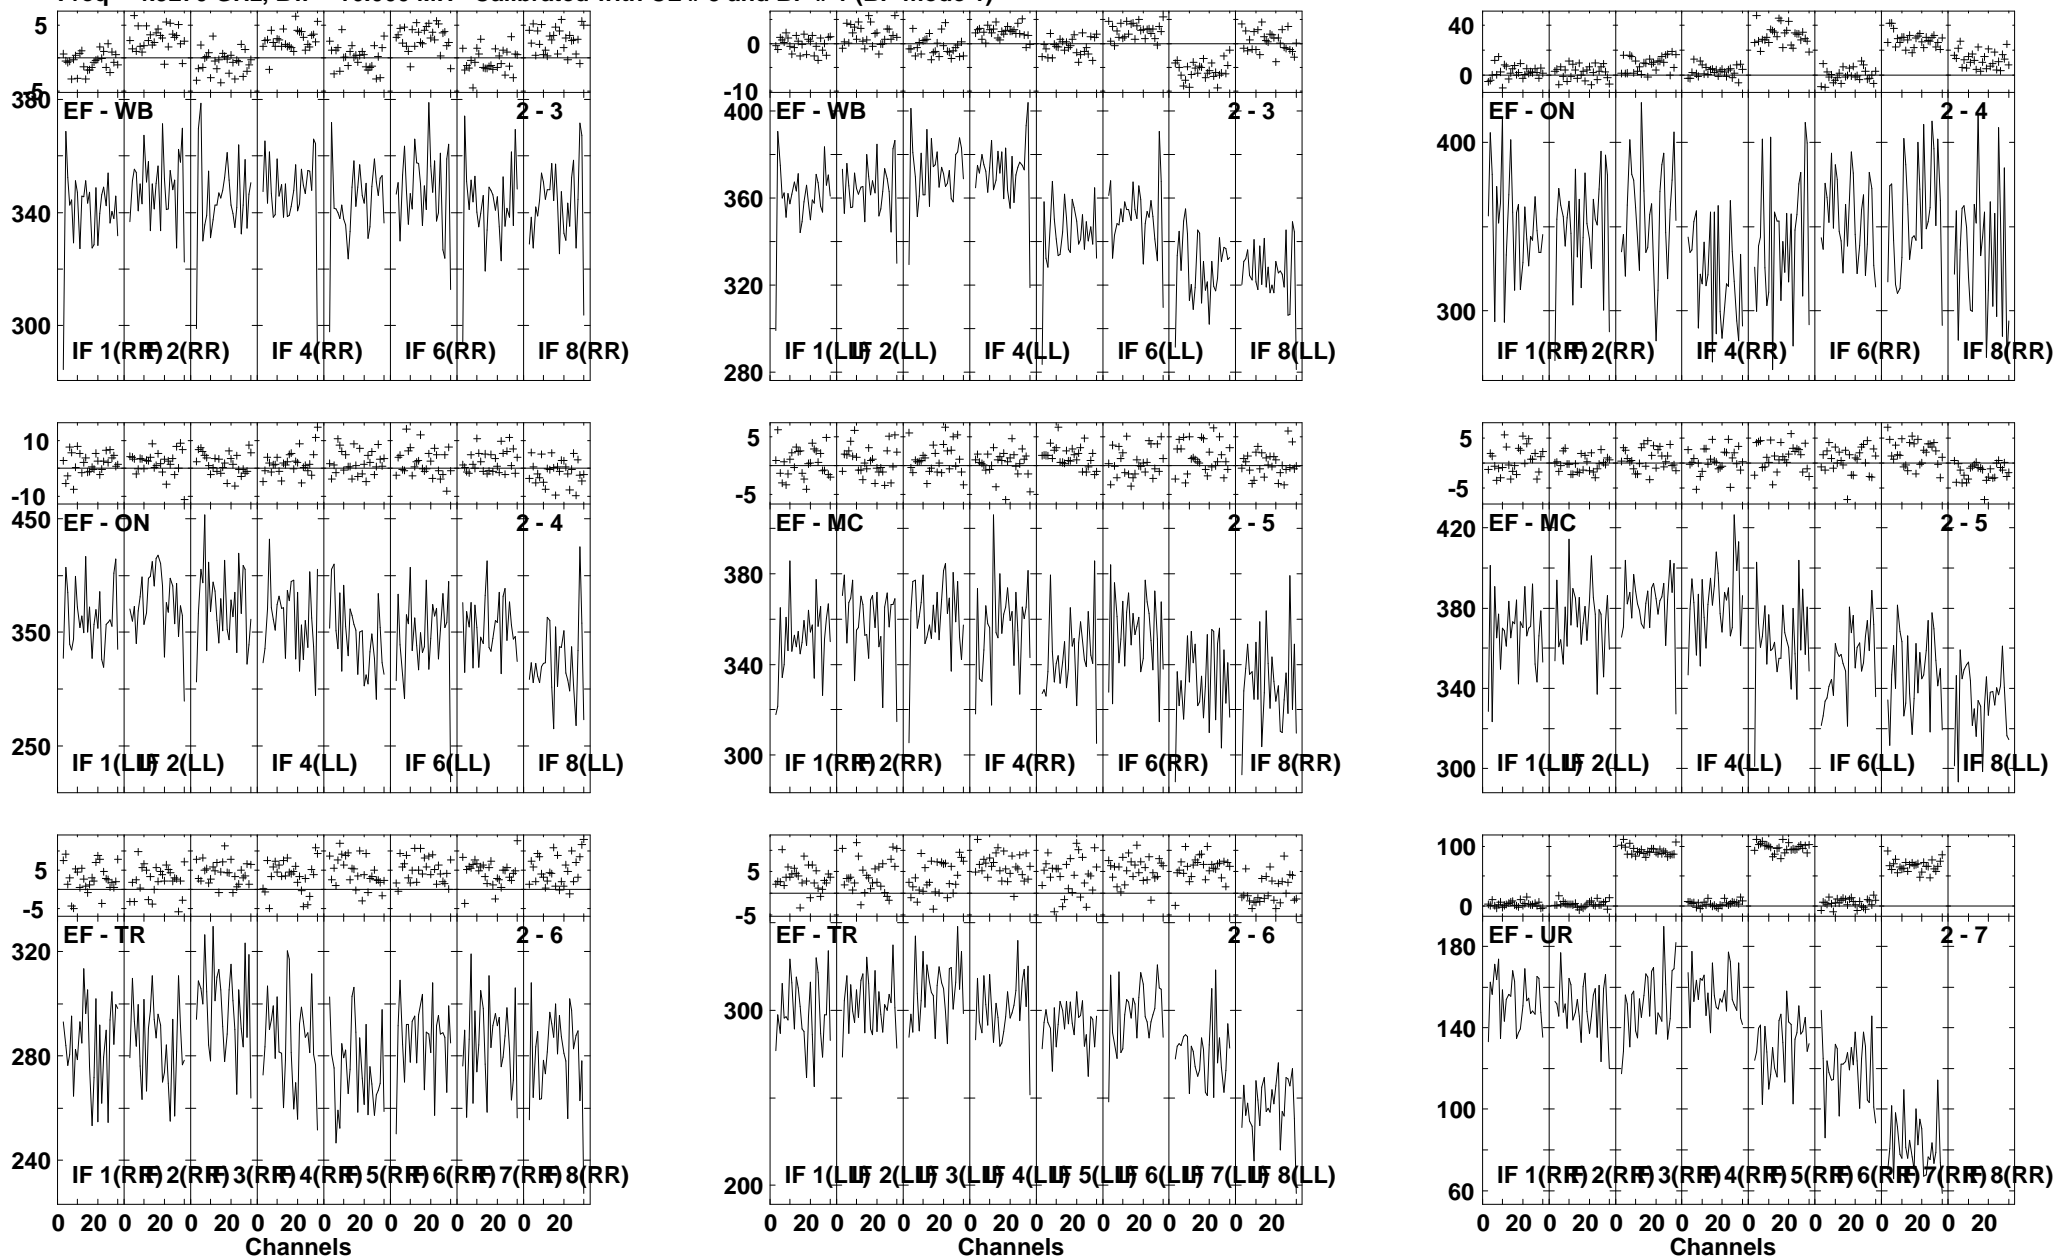 5
5
380
340
300
EF - WB
2 - 3
IF 1(RR)
2(RR)
IF 4(RR)
IF 6(RR)
IF 8(RR)
0
-10
400
360
320
280
EF - WB
2 - 3
IF 1(LL)
IF 2(LL)
IF 4(LL)
IF 6(LL)
IF 8(LL)
40
0
400
300
EF - ON
2 - 4
IF 1(RR)
2(RR)
IF 4(RR)
IF 6(RR)
IF 8(RR)
10
-10
450
350
250
EF - ON
2 - 4
IF 1(LL)
IF 2(LL)
IF 4(LL)
IF 6(LL)
IF 8(LL)
5
-5
380
340
300
EF - MC
2 - 5
IF 1(RR)
2(RR)
IF 4(RR)
IF 6(RR)
IF 8(RR)
5
-5
420
380
340
300
EF - MC
2 - 5
IF 1(LL)
IF 2(LL)
IF 4(LL)
IF 6(LL)
IF 8(LL)
5
-5
320
280
240
EF - TR
2 - 6
IF 1(RR) IF 2(RR) IF 3(RR) IF 4(RR) IF 5(RR) IF 6(RR) IF 7(RR) IF 8(RR)
0 20 0 20 0 20 0 20 0 20 0 20 0 20 0 20
Channels
5
-5
300
200
EF - TR
2 - 6
IF 1(LL) IF 2(LL) IF 3(LL) IF 4(LL) IF 5(LL) IF 6(LL) IF 7(LL) IF 8(LL)
0 20 0 20 0 20 0 20 0 20 0 20 0 20 0 20
Channels
100
0
180
140
100
60
EF - UR
2 - 7
IF 1(RR) IF 2(RR) IF 3(RR) IF 4(RR) IF 5(RR) IF 6(RR) IF 7(RR) IF 8(RR)
0 20 0 20 0 20 0 20 0 20 0 20 0 20 0 20
Channels